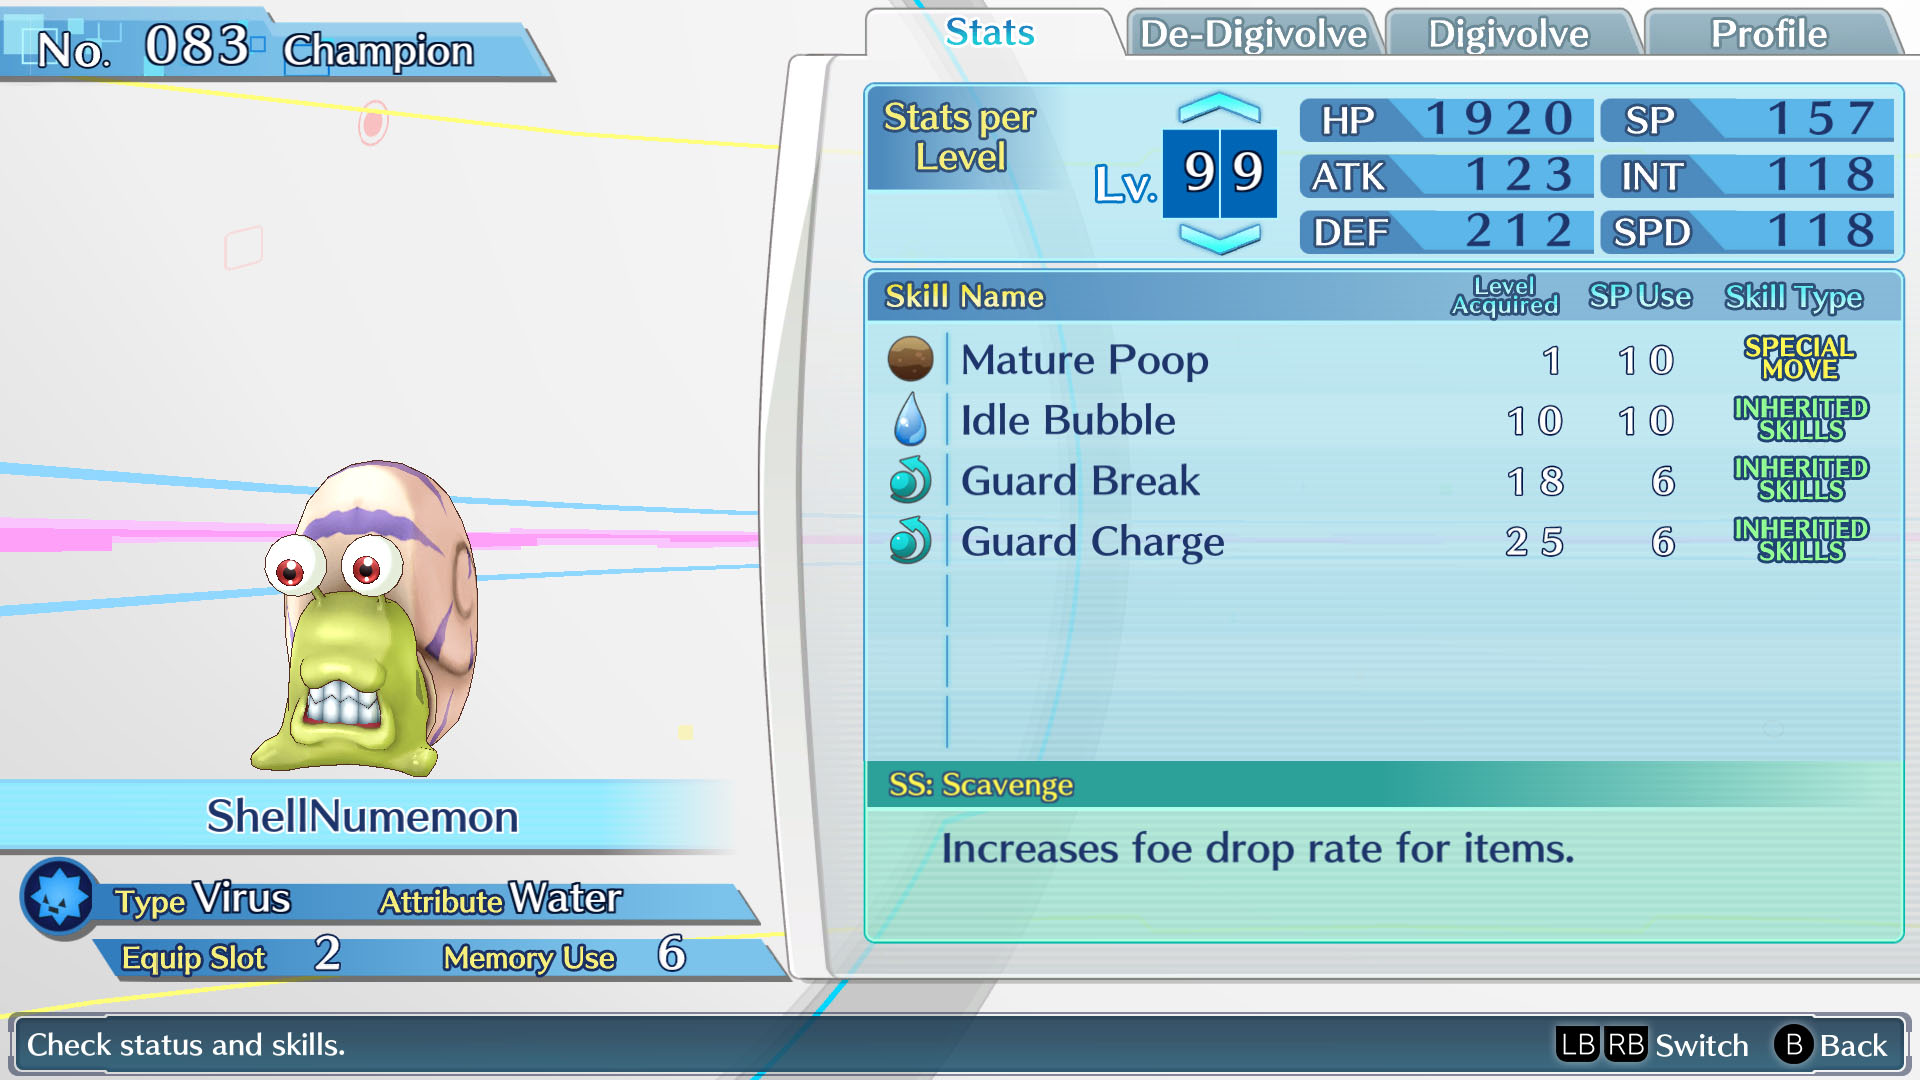 No. 083 Champion
Stats De-Digivolve Digivolve Profile
Stats per
Level
Lv. 99
HP 1920 SP 157
ATK 123 INT 118
DEF 212 SPD 118
Skill Name Level Acquired SP Use Skill Type
Mature Poop 1 10 SPECIAL MOVE
Idle Bubble 10 10 INHERITED SKILLS
Guard Break 18 6 INHERITED SKILLS
Guard Charge 25 6 INHERITED SKILLS
SS: Scavenge
Increases foe drop rate for items.
ShellNumemon
Type Virus Attribute Water
Equip Slot 2 Memory Use 6
Check status and skills.
LB RB Switch B Back